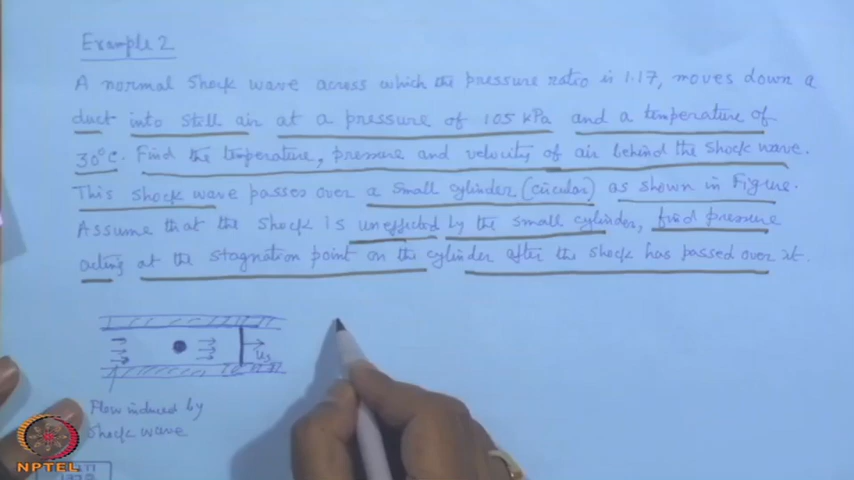 Example 2
A normal shock wave across which the pressure ratio is 1.17, moves down a
duct into still air at a pressure of 105 kPa and a temperature of
30°C. Find the temperature, pressure and velocity of air behind the shock wave.
This shock wave passes over a small cylinder (circular) as shown in Figure.
Assume that the shock is uneffected by the small cylinder, find pressure
acting at the stagnation point on the cylinder after the shock has passed over it.
Us
Flow induced by
Shock wave
NPTEL